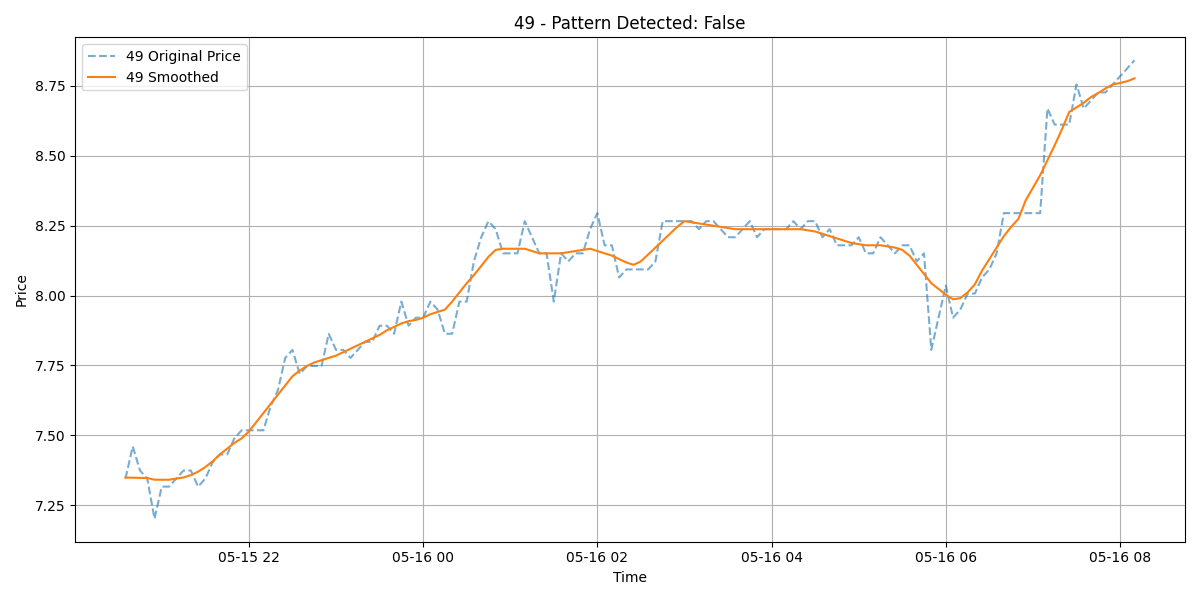 49 - Pattern Detected: False
49 Original Price
49 Smoothed
Price
8.75
8.50
8.25
8.00
7.75
7.50
7.25
05-15 22
05-16 00
05-16 02
05-16 04
05-16 06
05-16 08
Time